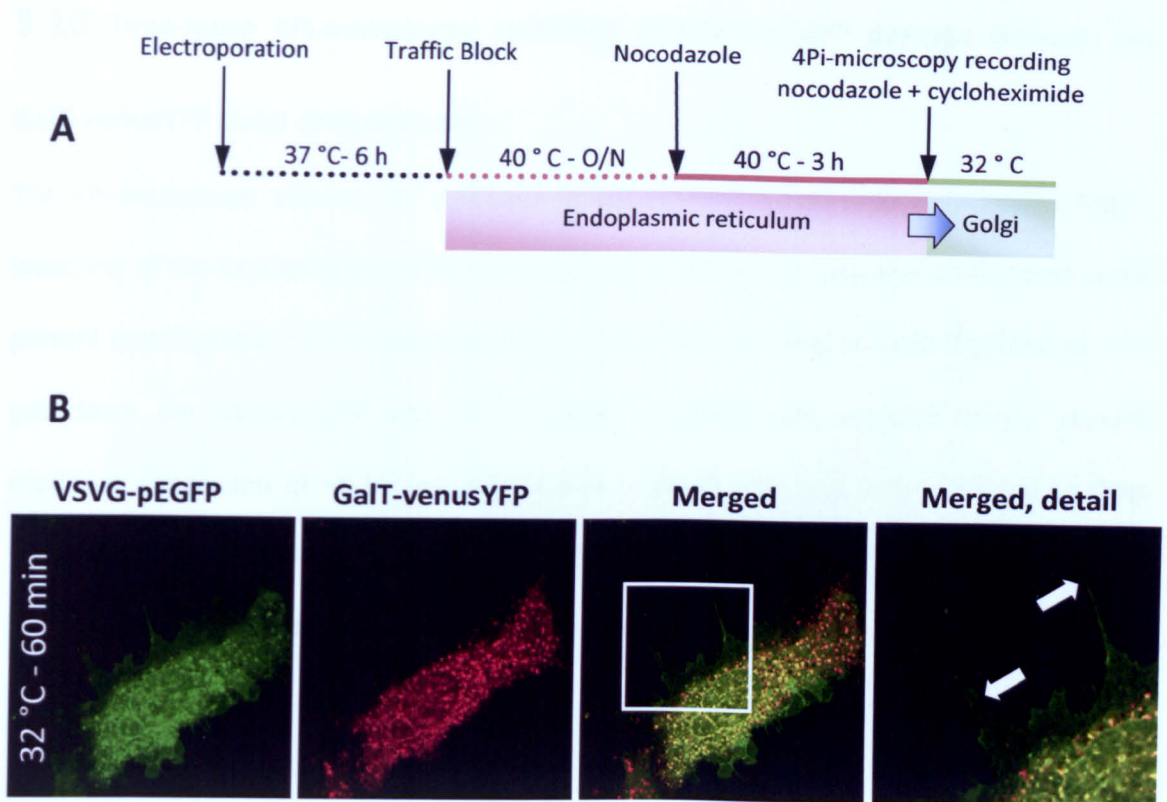 Electroporation
Traffic Block
Nocodazole
4Pi-microscopy recording
nocodazole + cycloheximide
A
37 °C- 6 h
40 ° C - O/N
40 °C - 3 h
32 ° C
Endoplasmic reticulum
Golgi
B
VSVG-pEGFP
GalT-venusYFP
Merged
Merged, detail
32 °C - 60 min